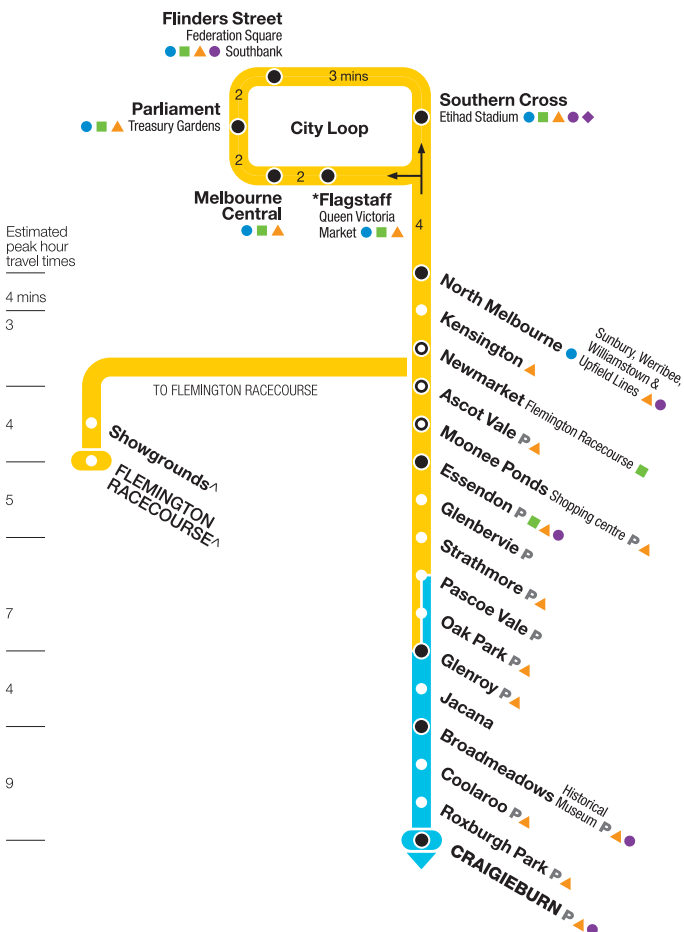 Flinders Street
Federation Square
Southbank
3 mins
2
Parliament
Treasury Gardens
City Loop
Southern Cross
Etihad Stadium
2
2
Melbourne
Central
*Flagstaff
Queen Victoria
Market
4
Estimated
peak hour
travel times
4 mins
3
4
5
7
4
9
TO FLEMINGTON RACECOURSE
Showgrounds^
FLEMINGTON
RACECOURSE^
North Melbourne
Sunbury, Werribee,
Williamstown &
Upfield Lines
Kensington
Newmarket Flemington Racecourse
Ascot Vale P
Moonee Ponds Shopping centre P
Essendon P
Glenbervie P
Strathmore P
Pascoe Vale P
Oak Park P
Glenroy P
Jacana
Broadmeadows Historical
Museum P
Coolaroo P
Roxburgh Park P
CRAIGIEBURN P